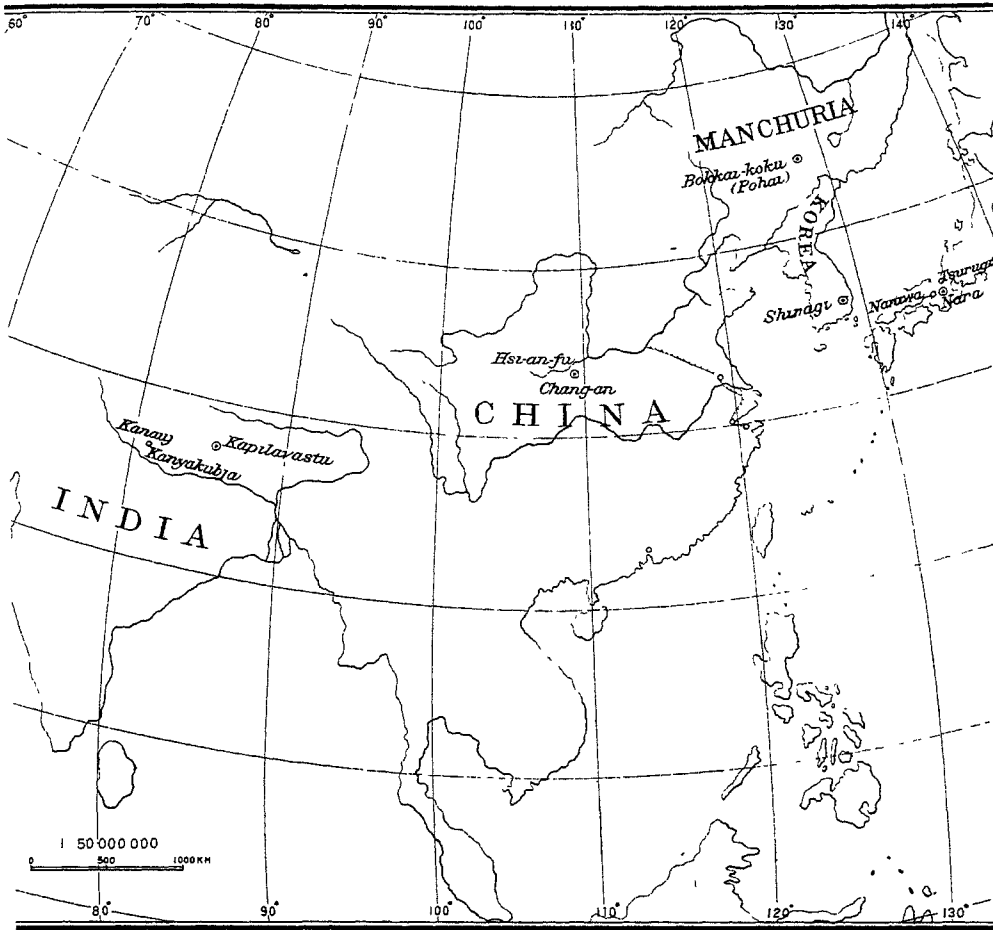 60° 70° 80° 90° 100° 110° 120° 130° 140°
MANCHURIA
Bokkai-koku
(Pohai)
KOREA
Tsuruga
Naniwa
Nara
Shiragi
Hsi-an-fu
Chang-an
CHINA
Kanauj
Kanyakubja
Kapilavastu
INDIA
1 50 000 000
0 500 1000KM
80° 90° 100° 110° 120° 130°